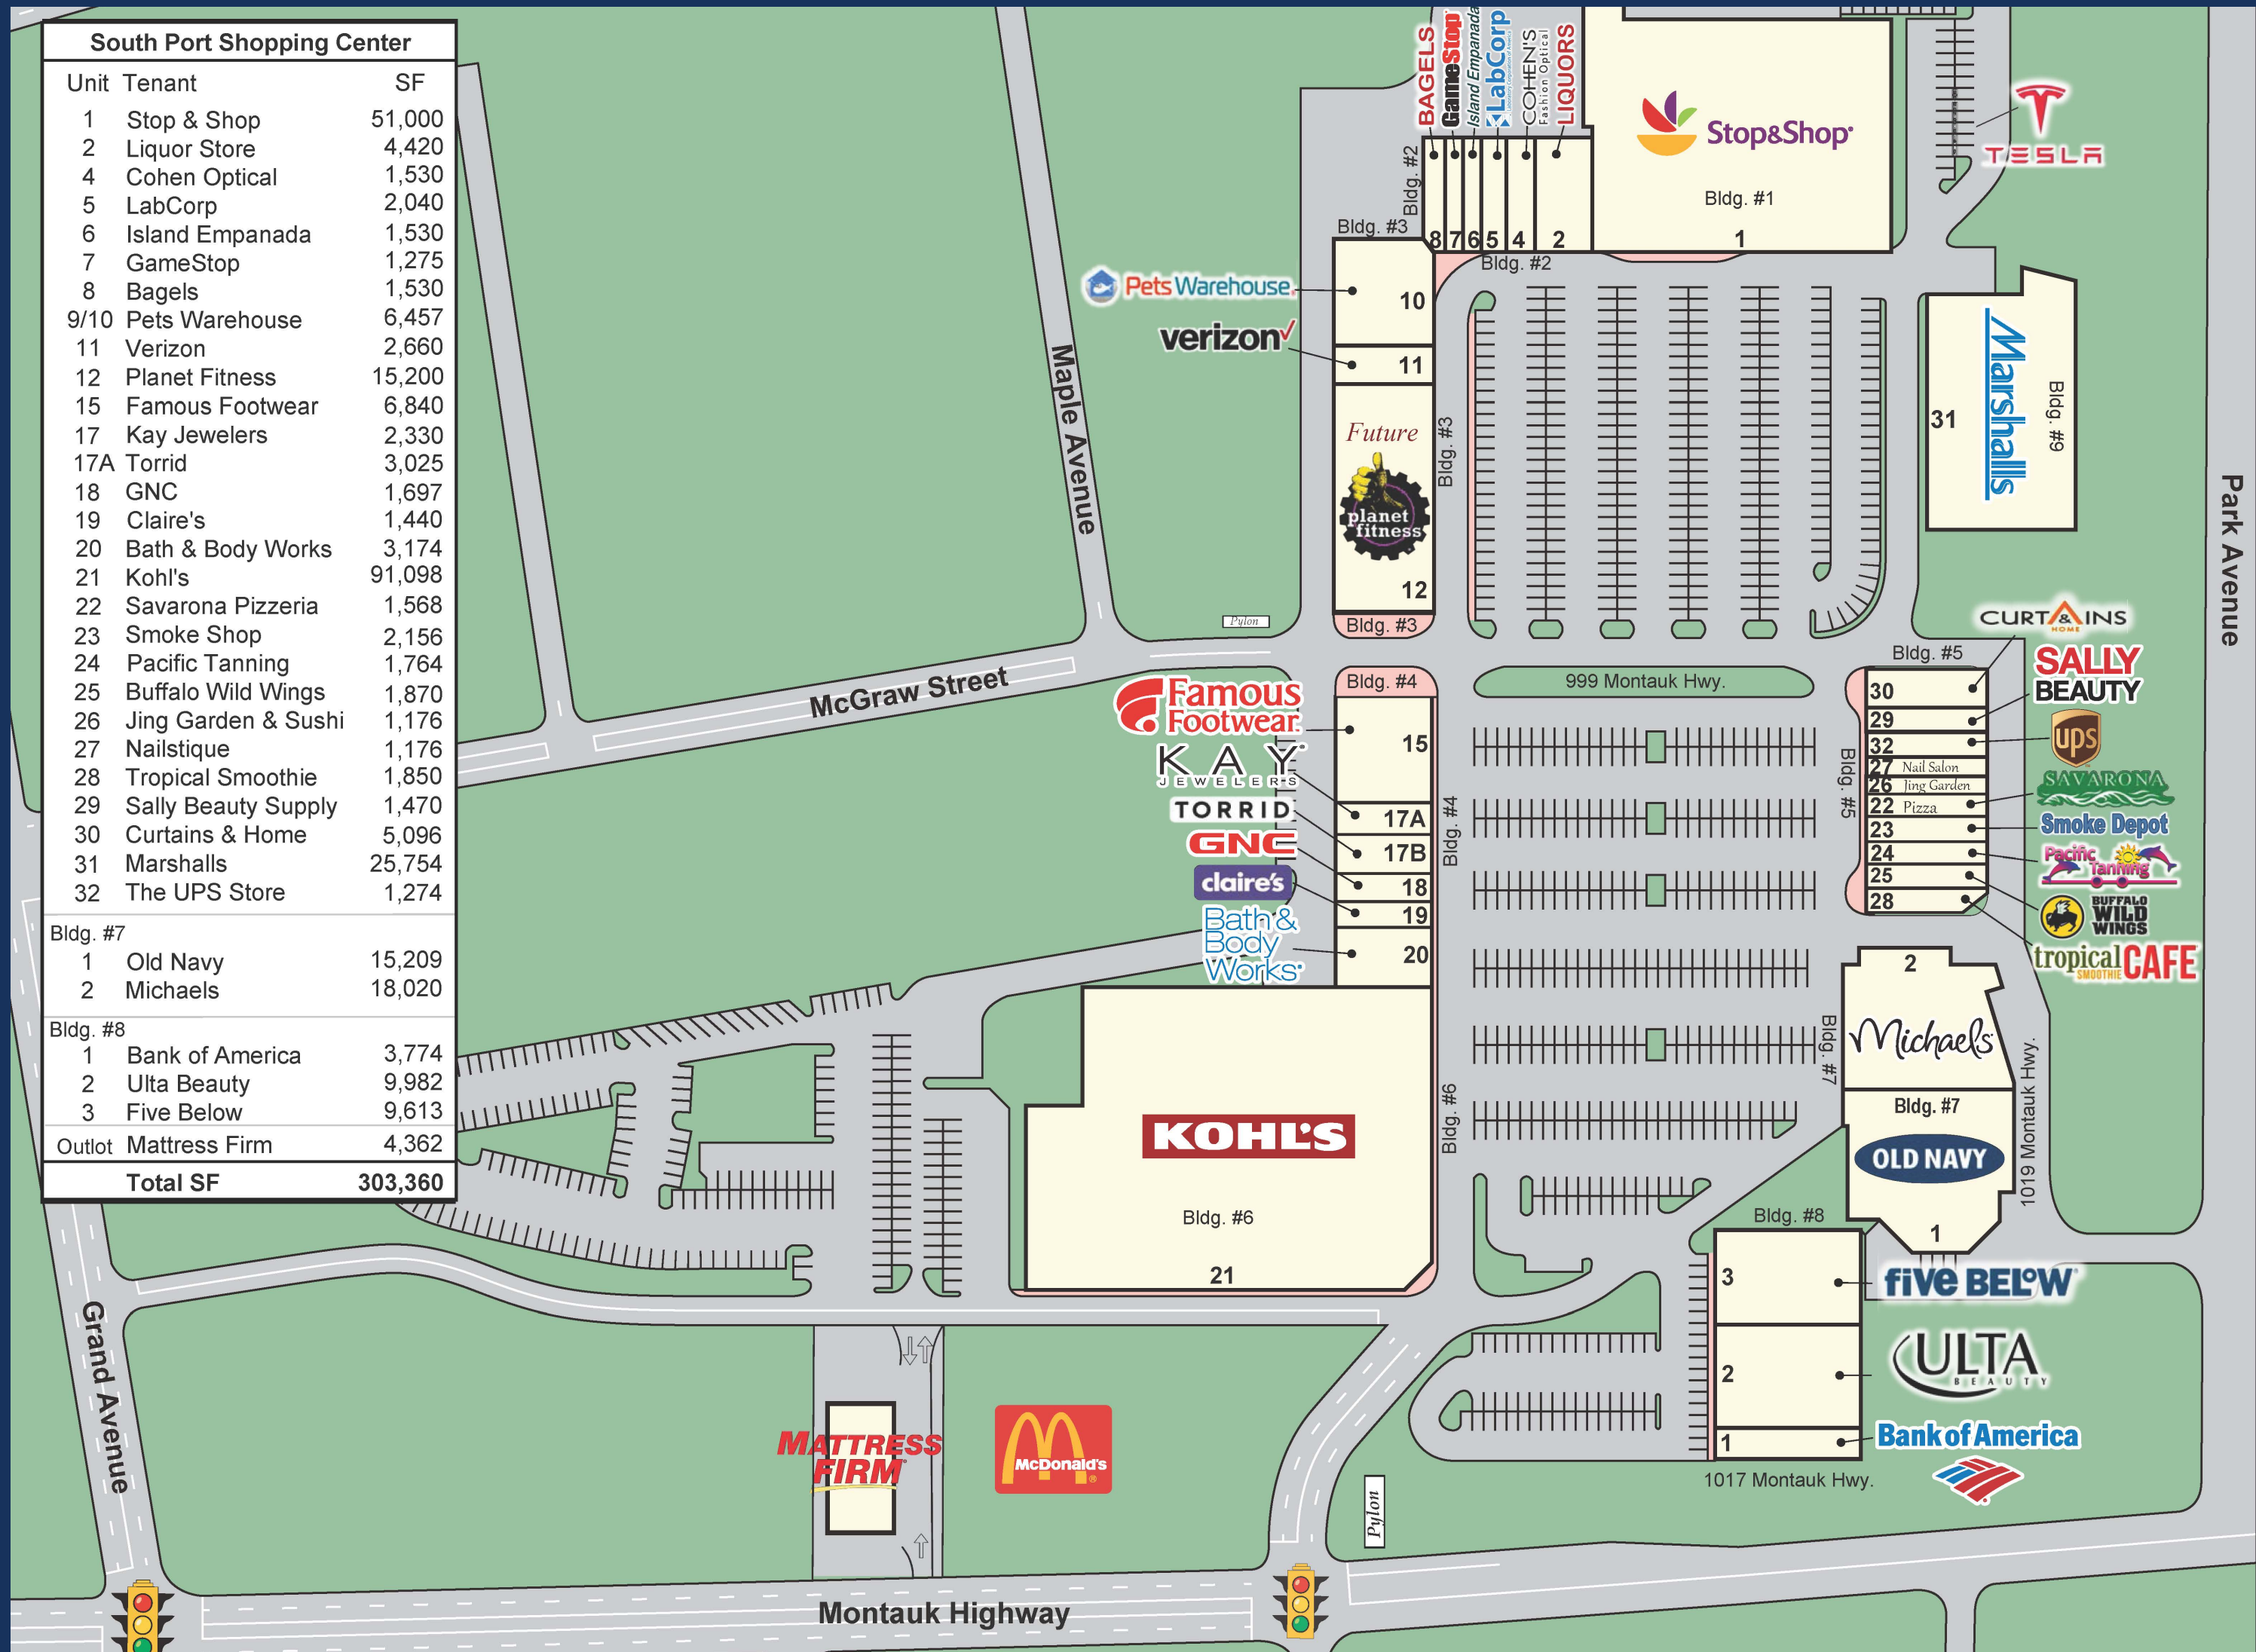 South Port Shopping Center
Unit Tenant SF
1 Stop & Shop 51,000
2 Liquor Store 4,420
4 Cohen Optical 1,530
5 LabCorp 2,040
6 Island Empanada 1,530
7 GameStop 1,275
8 Bagels 1,530
9/10 Pets Warehouse 6,457
11 Verizon 2,660
12 Planet Fitness 15,200
15 Famous Footwear 6,840
17 Kay Jewelers 2,330
17A Torrid 3,025
18 GNC 1,697
19 Claire's 1,440
20 Bath & Body Works 3,174
21 Kohl's 91,098
22 Savarona Pizzeria 1,568
23 Smoke Shop 2,156
24 Pacific Tanning 1,764
25 Buffalo Wild Wings 1,870
26 Jing Garden & Sushi 1,176
27 Nailstique 1,176
28 Tropical Smoothie 1,850
29 Sally Beauty Supply 1,470
30 Curtains & Home 5,096
31 Marshalls 25,754
32 The UPS Store 1,274
Bldg. #7
1 Old Navy 15,209
2 Michaels 18,020
Bldg. #8
1 Bank of America 3,774
2 Ulta Beauty 9,982
3 Five Below 9,613
Outlot Mattress Firm 4,362
Total SF 303,360
BAGELS
GameStop
Island Empanada
LabCorp
COHEN'S
Fashion Optical
LIQUORS
Stop&Shop
Bldg. #1
1
TESLA
Bldg. #2
8 7 6 5 4 2
Bldg. #2
Bldg. #3
PetsWarehouse
10
verizon
11
Future
planet
fitness
12
Bldg. #3
Bldg. #3
Marshalls
31
Bldg. #9
Park Avenue
Maple Avenue
McGraw Street
Pylon
Bldg. #4
999 Montauk Hwy.
Famous
Footwear
15
KAY
JEWELERS
17A
TORRID
17B
GNC
18
claire's
19
Bath &
Body
Works
20
Bldg. #4
Bldg. #5
Bldg. #5
30
CURTAINS
&
HOME
29
SALLY
BEAUTY
32
ups
27 Nail Salon
26 Jing Garden
22 Pizza
SAVARONA
23
Smoke Depot
24
Pacific
Tanning
25
BUFFALO
WILD
WINGS
28
tropical
SMOOTHIE
CAFE
2
Michaels
Bldg. #7
Bldg. #7
OLD NAVY
1
1019 Montauk Hwy.
KOHL'S
Bldg. #6
21
Bldg. #6
Bldg. #8
3
five BELOW
2
ULTA
BEAUTY
1
Bank of America
1017 Montauk Hwy.
Pylon
MATTRESS
FIRM
McDonald's
Grand Avenue
Montauk Highway